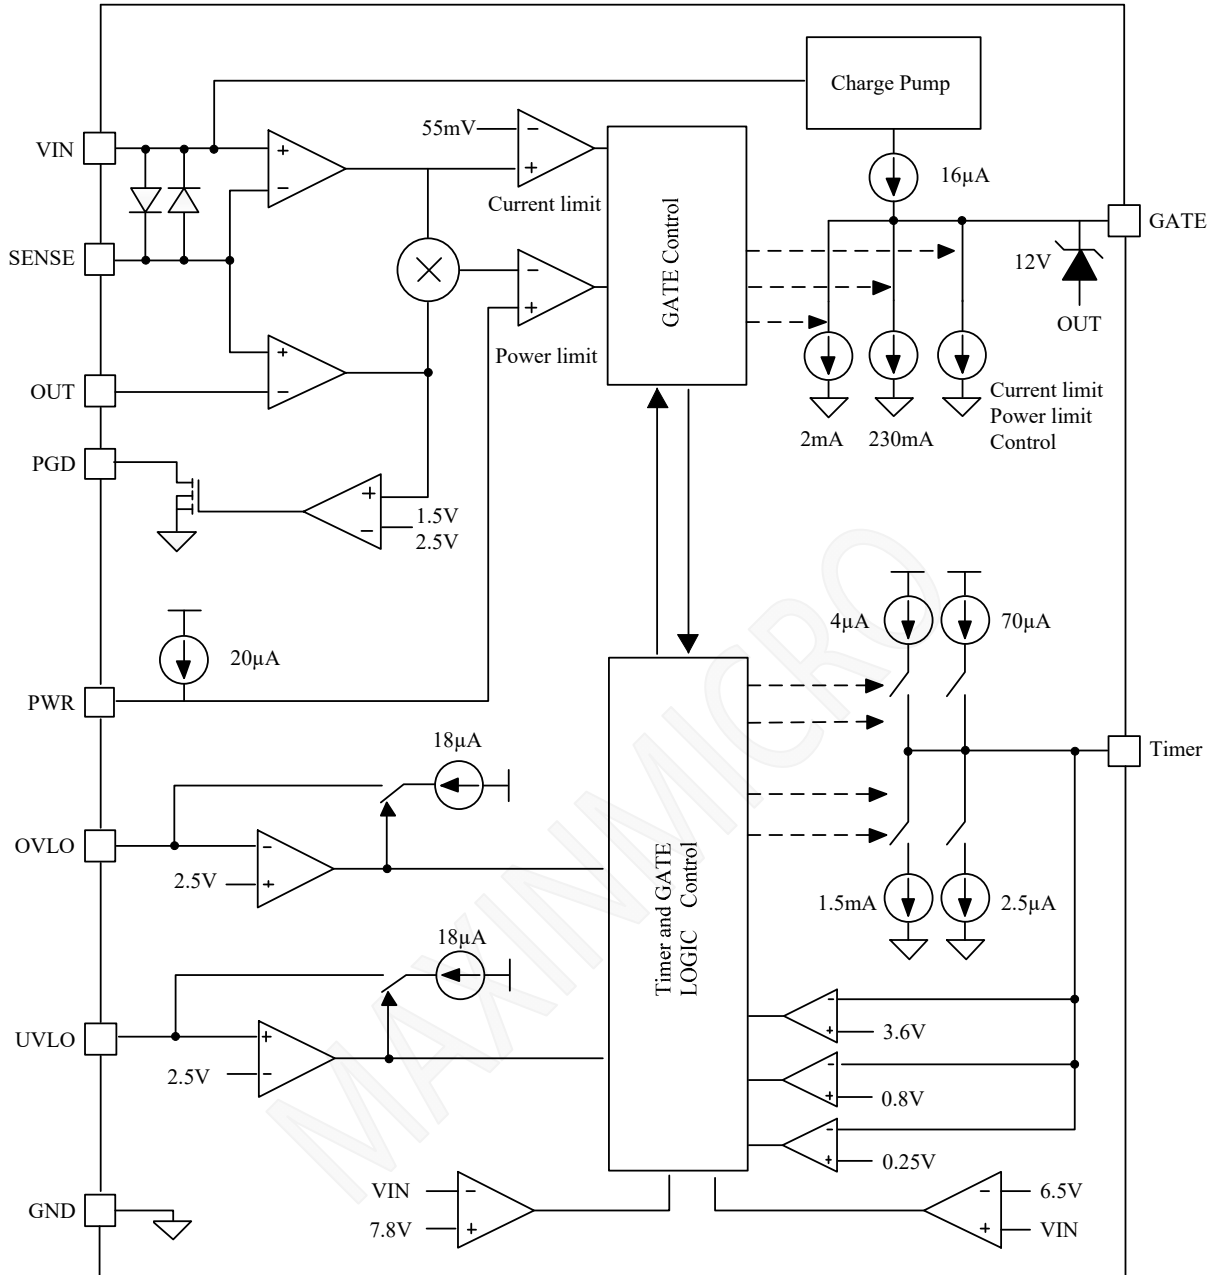 Charge Pump
55mV
VIN
+
−
−
+
16μA
Current limit
GATE
SENSE
GATE Control
12V
−
+
OUT
Power limit
+
−
OUT
Current limit
Power limit
Control
2mA
230mA
PGD
+
−
1.5V
2.5V
4μA
70μA
20μA
PWR
18μA
Timer
OVLO
−
+
2.5V
Timer and GATE
LOGIC Control
1.5mA
2.5μA
18μA
UVLO
+
−
2.5V
-
+
3.6V
-
+
0.8V
-
+
0.25V
VIN
−
+
7.8V
−
+
6.5V
VIN
GND
MAXINMICRO